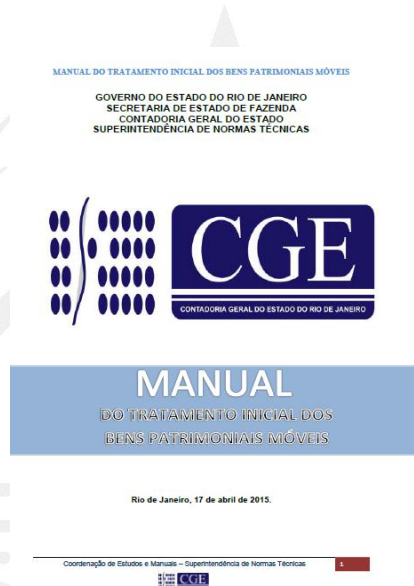 MANUAL DO TRATAMENTO INICIAL DOS BENS PATRIMONIAIS MÓVEIS
GOVERNO DO ESTADO DO RIO DE JANEIRO
SECRETARIA DE ESTADO DE FAZENDA
CONTADORIA GERAL DO ESTADO
SUPERINTENDÊNCIA DE NORMAS TÉCNICAS
CGE
CONTADORIA GERAL DO ESTADO DO RIO DE JANEIRO
MANUAL
DO TRATAMENTO INICIAL DOS
BENS PATRIMONIAIS MÓVEIS
Rio de Janeiro, 17 de abril de 2015.
Coordenação de Estudos e Manuais – Superintendência de Normas Técnicas 1
CGE